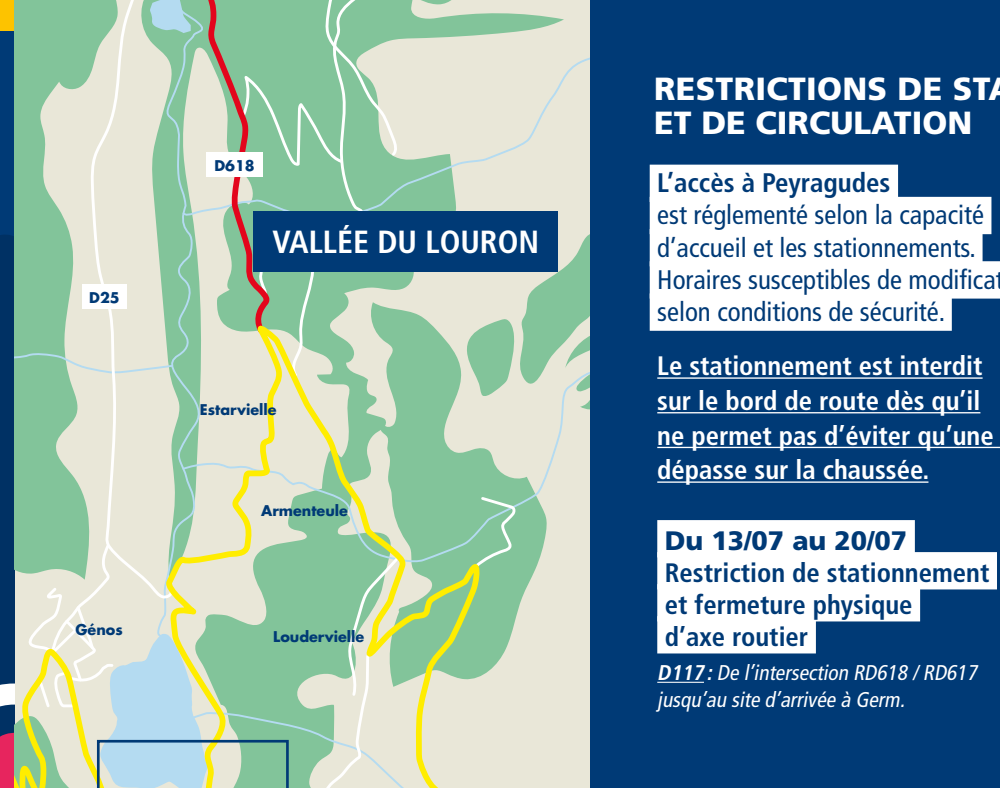 D618
VALLÉE DU LOURON
D25
Estarvielle
Armenteule
Génos
Loudervielle
RESTRICTIONS DE
ET DE CIRCULATION
L’accès à Peyragudes
est réglementé selon la capacité
d’accueil et les stationnements.
Horaires susceptibles de
selon conditions de sécurité.
Le stationnement est interdit
sur le bord de route dès qu’il
ne permet pas d’éviter qu’une
dépasse sur la chaussée.
Du 13/07 au 20/07
Restriction de stationnement
et fermeture physique
d’axe routier
D117 : De l’intersection RD618 / RD617
jusqu’au site d’arrivée à Germ.